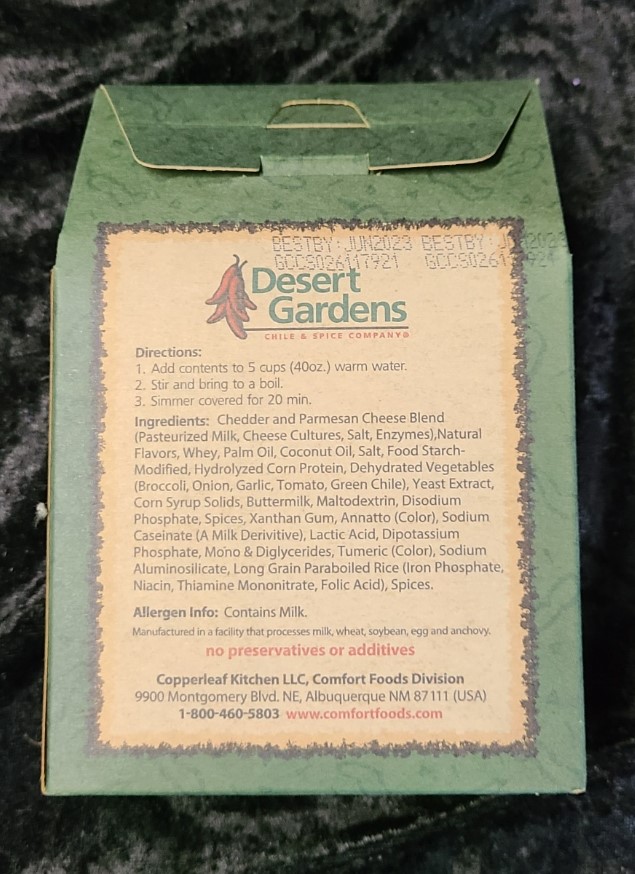 BESTBY:JUN2023 BESTBY:JUN2023
GCCS026117921 GCCS026117921
Desert
Gardens
CHILE & SPICE COMPANY®
Directions:
1. Add contents to 5 cups (40oz.) warm water.
2. Stir and bring to a boil.
3. Simmer covered for 20 min.
Ingredients: Chedder and Parmesan Cheese Blend
(Pasteurized Milk, Cheese Cultures, Salt, Enzymes),Natural
Flavors, Whey, Palm Oil, Coconut Oil, Salt, Food Starch-
Modified, Hydrolyzed Corn Protein, Dehydrated Vegetables
(Broccoli, Onion, Garlic, Tomato, Green Chile), Yeast Extract,
Corn Syrup Solids, Buttermilk, Maltodextrin, Disodium
Phosphate, Spices, Xanthan Gum, Annatto (Color), Sodium
Caseinate (A Milk Derivitive), Lactic Acid, Dipotassium
Phosphate, Mono & Diglycerides, Tumeric (Color), Sodium
Aluminosilicate, Long Grain Paraboiled Rice (Iron Phosphate,
Niacin, Thiamine Mononitrate, Folic Acid), Spices.
Allergen Info: Contains Milk.
Manufactured in a facility that processes milk, wheat, soybean, egg and anchovy.
no preservatives or additives
Copperleaf Kitchen LLC, Comfort Foods Division
9900 Montgomery Blvd. NE, Albuquerque NM 87111 (USA)
1-800-460-5803 www.comfortfoods.com